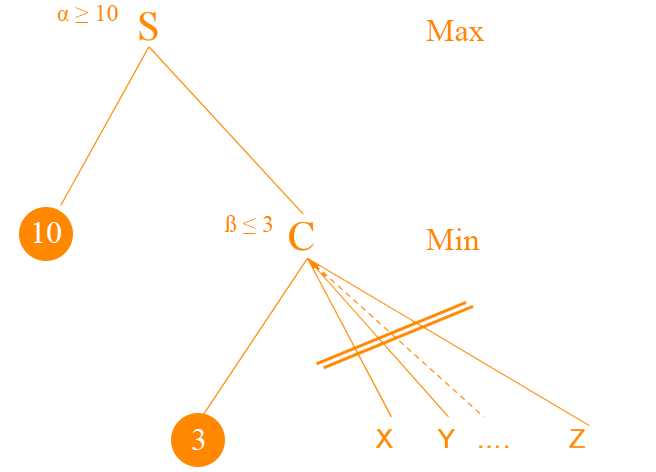 α ≥ 10
S
Max
10
ß ≤ 3
C
Min
3
X
Y
....
Z